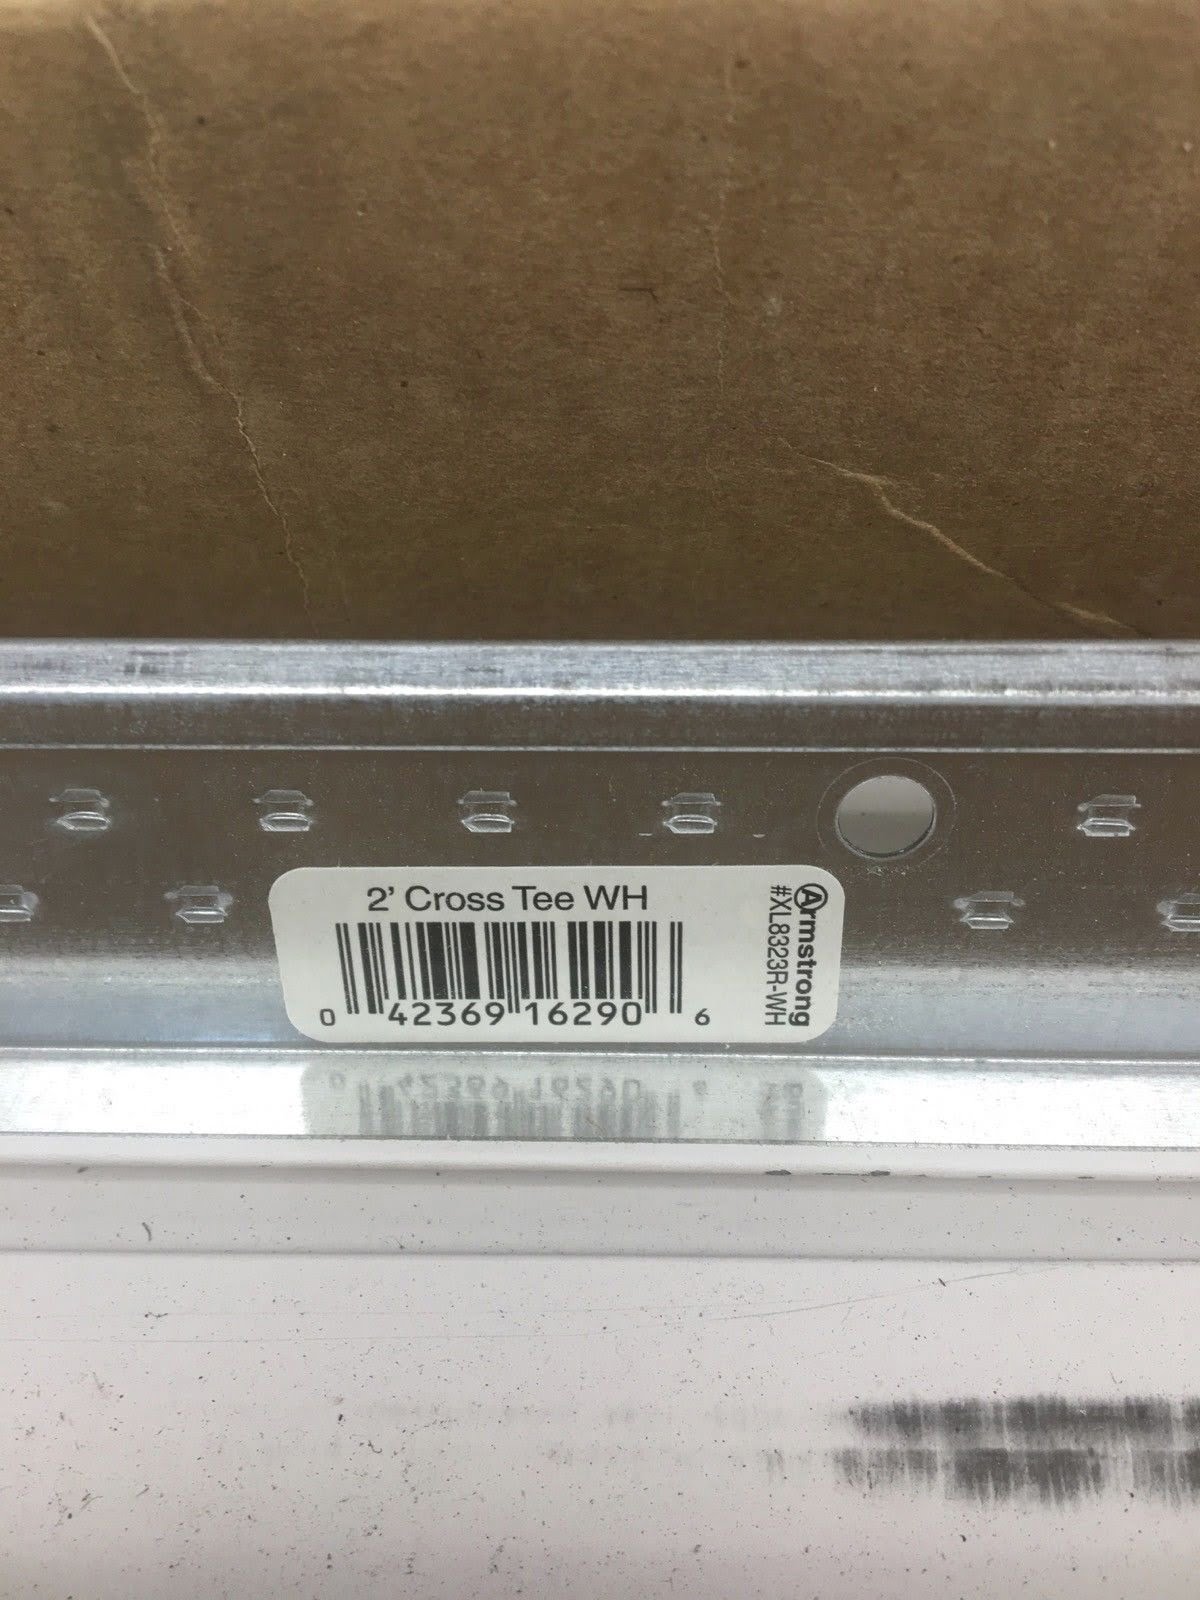 2' Cross Tee WH
0 42369 16290 6
Armstrong
#XL8323R-WH